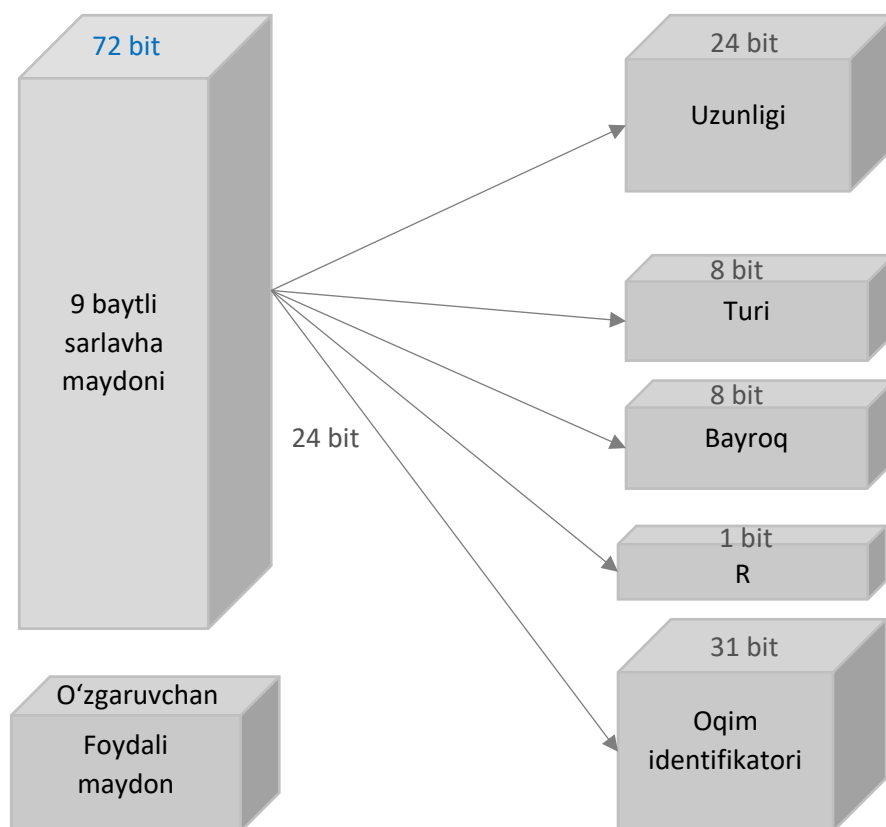 72 bit
9 baytli
sarlavha
maydoni
24 bit
O‘zgaruvchan
Foydali
maydon
24 bit
Uzunligi
8 bit
Turi
8 bit
Bayroq
1 bit
R
31 bit
Oqim
identifikatori